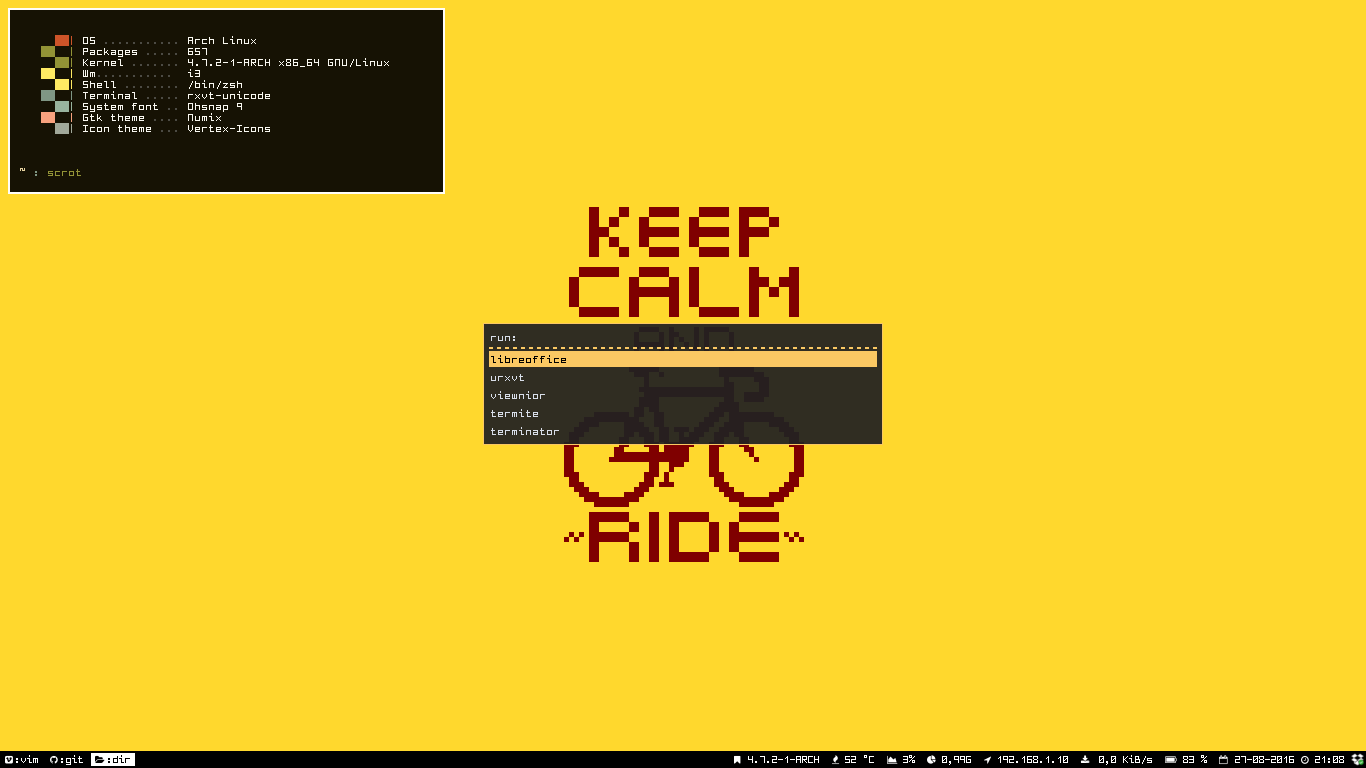 OS ........... Arch Linux
Packages ..... 657
Kernel ....... 4.7.2-1-ARCH x86_64 GNU/Linux
Wm........... i3
Shell ........ /bin/zsh
Terminal ..... rxvt-unicode
System font .. Ohsnap 9
Gtk theme .... Numix
Icon theme ... Vertex-Icons
~ : scrot
KEEP
CALM
AND
run:
libreoffice
urxvt
viewnior
termite
terminator
~RIDE~
:vim :git :dir 4.7.2-1-ARCH 52 °C 3% 0,99G 192.168.1.10 0,0 KiB/s 83 % 27-08-2016 21:08